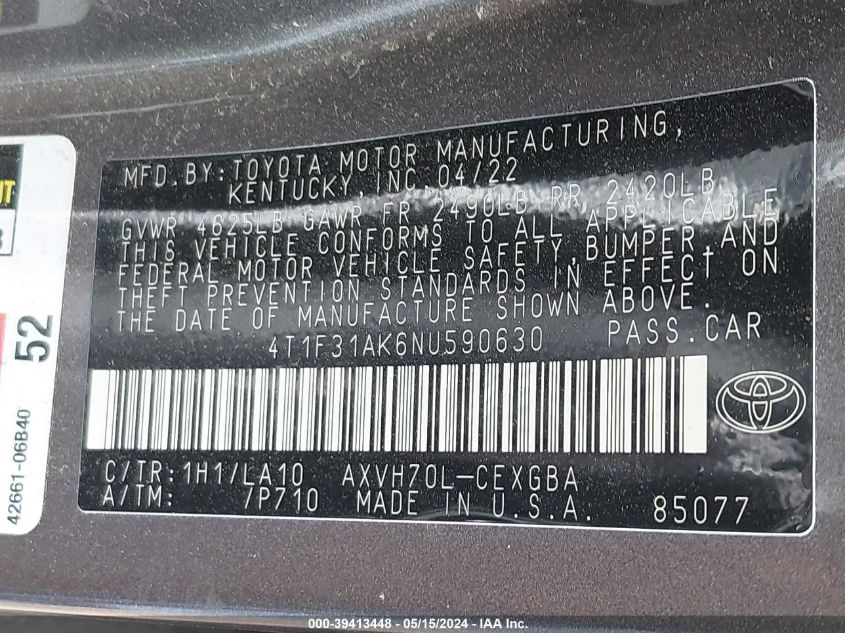 MFD.BY:TOYOTA MOTOR MANUFACTURING,
KENTUCKY,INC 04/22
GVWR 4625LB GAWR FR 2490LB RR 2420LB
THIS VEHICLE CONFORMS TO ALL APPLICABLE
FEDERAL MOTOR VEHICLE SAFETY,BUMPER,AND
THEFT PREVENTION STANDARDS IN EFFECT ON
THE DATE OF MANUFACTURE SHOWN ABOVE.
4T1F31AK6NU590630 PASS.CAR
C/TR:1H1/LA10 AXVH70L-CEXGBA
A/TM: 7P710 MADE IN U.S.A. 85077
52
42661-06B40
000-39413448 - 05/15/2024 - IAA Inc.